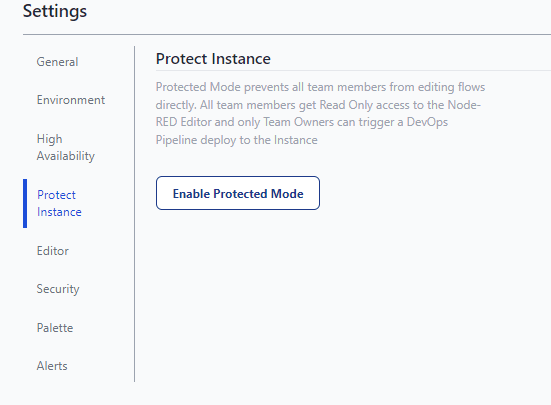 Settings
General
Environment
High
Availability
Protect
Instance
Editor
Security
Palette
Alerts
Protect Instance
Protected Mode prevents all team members from editing flows
directly. All team members get Read Only access to the Node-
RED Editor and only Team Owners can trigger a DevOps
Pipeline deploy to the Instance
Enable Protected Mode